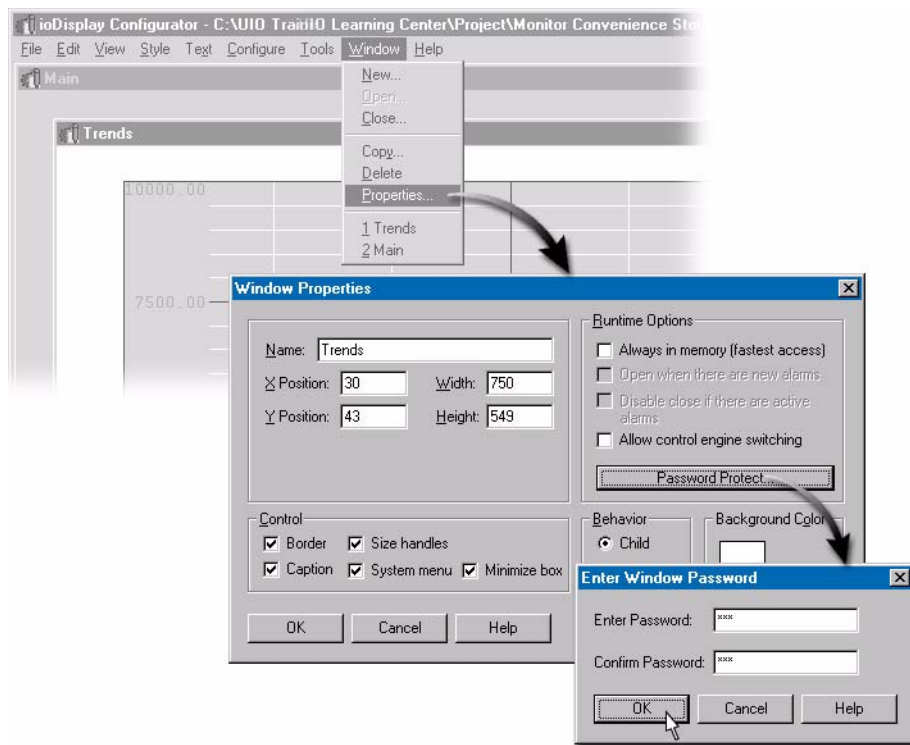 ioDisplay Configurator - C:\UIO Learning Center\Project\Monitor Convenience Sto
File Edit View Style Text Configure Tools Window Help
Main
New...
Open...
Close...
Trends
Copy...
Delete
10000.00
Properties...
1 Trends
2 Main
7500.00
Window Properties
Name: Trends
X Position: 30 Width: 750
Y Position: 43 Height: 549
Runtime Options
Always in memory (fastest access)
Open when there are new alarms
Disable close if there are active
alarms
Allow control engine switching
Password Protect...
Control
Border Size handles
Caption System menu Minimize box
Behavior
Child
Background Color
OK Cancel Help
Enter Window Password
Enter Password: ***
Confirm Password: ***
OK Cancel Help